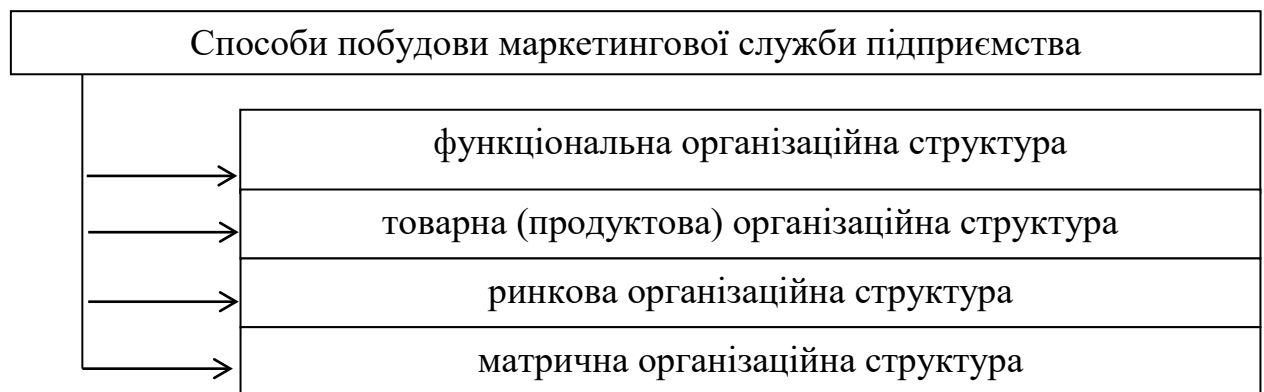 Способи побудови маркетингової служби підприємства
функціональна організаційна структура
товарна (продуктова) організаційна структура
ринкова організаційна структура
матрична організаційна структура